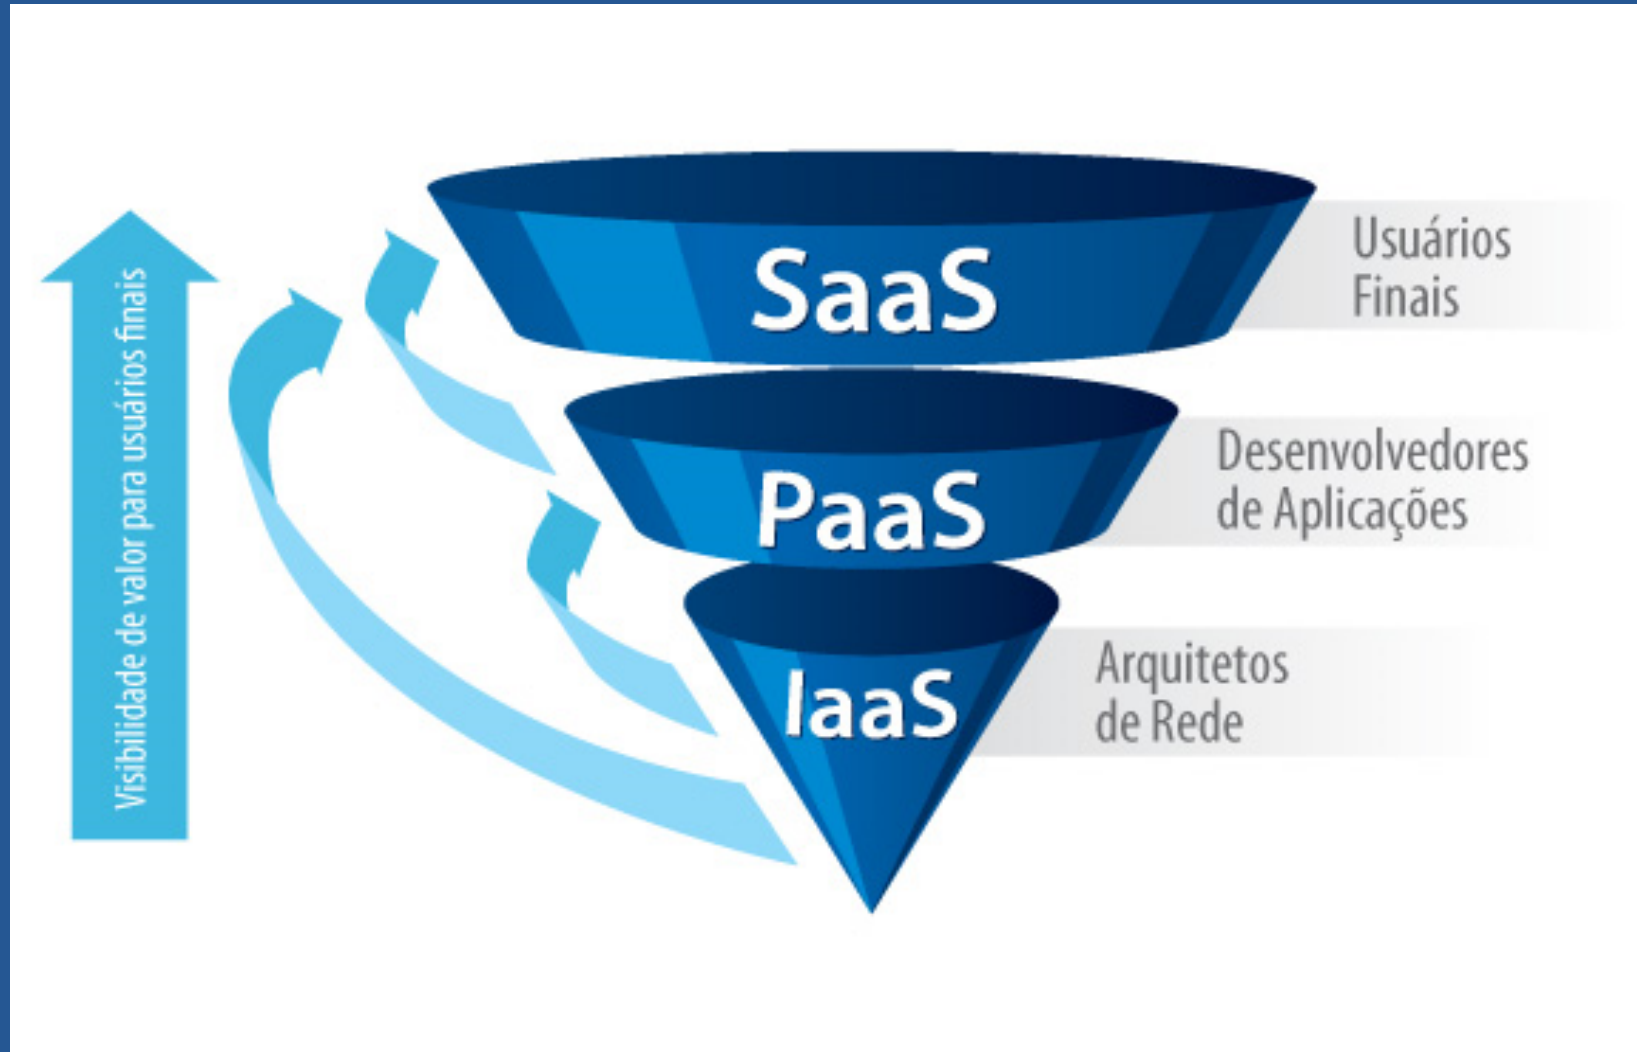 Visibilidade de valor para usuários finais
SaaS
Usuários
Finais
PaaS
Desenvolvedores
de Aplicações
IaaS
Arquitetos
de Rede